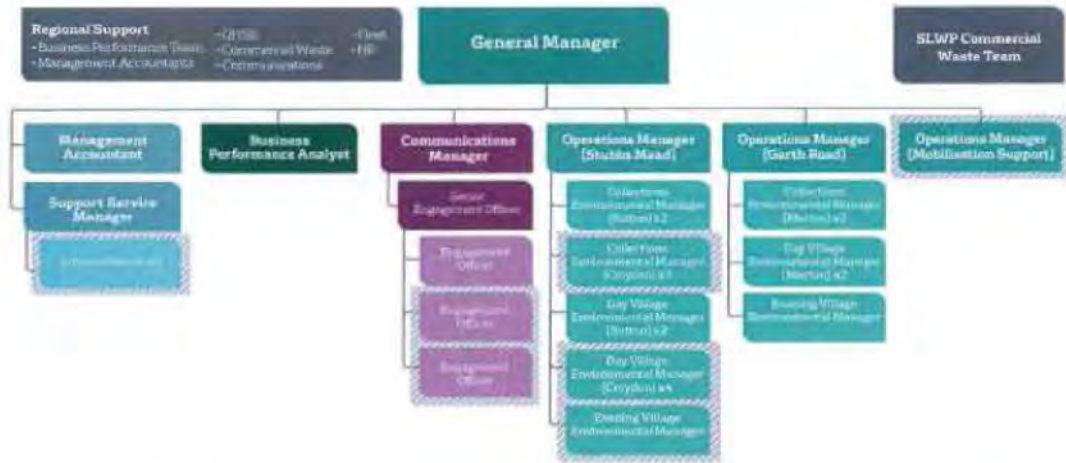 Regional Support
•Business Performance Team
•Management Accountants
•QHSE
•Commercial Waste
•Communications
•Fleet
•HR
General Manager
SLWP Commercial
Waste Team
Management
Accountant
Support Service
Manager
Business
Performance Analyst
Communications
Manager
Senior
Engagement Officer
Engagement
Officer
Engagement
Officer
Engagement
Officer
Operations Manager
(Stubbs Mead)
Collections
Environmental Manager
(Sutton) x2
Collections
Environmental Manager
(Croydon) x3
Day Village
Environmental Manager
(Sutton) x2
Day Village
Environmental Manager
(Croydon) x4
Evening Village
Environmental Manager
Operations Manager
(Garth Road)
Collections
Environmental Manager
(Merton) x2
Day Village
Environmental Manager
(Merton) x2
Evening Village
Environmental Manager
Operations Manager
(Mobilisation Support)